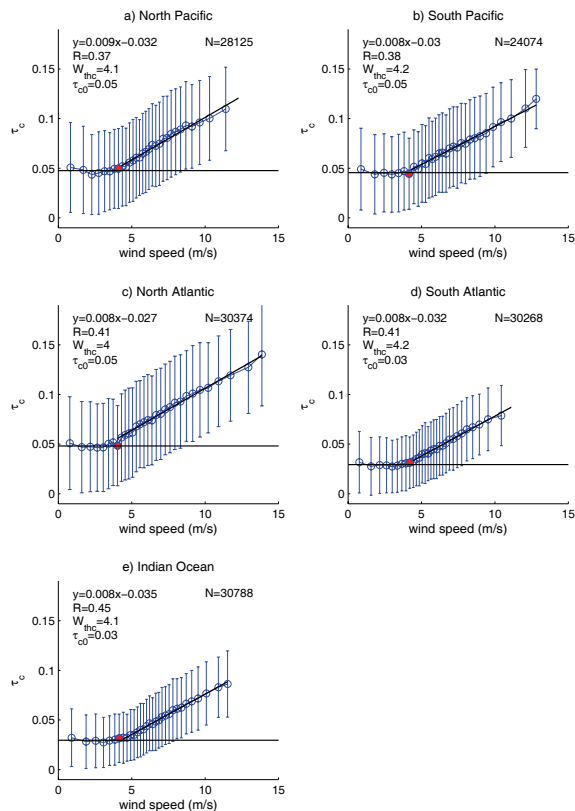 a) North Pacific
y=0.009x−0.032 N=28125
R=0.37
W_thc=4.1
τ_c0=0.05
0.15
0.1
0.05
0
τ_c
0 5 10 15
wind speed (m/s)
b) South Pacific
y=0.008x−0.03 N=24074
R=0.38
W_thc=4.2
τ_c0=0.05
0.15
0.1
0.05
0
τ_c
0 5 10 15
wind speed (m/s)
c) North Atlantic
y=0.008x−0.027 N=30374
R=0.41
W_thc=4
τ_c0=0.05
0.15
0.1
0.05
0
τ_c
0 5 10 15
wind speed (m/s)
d) South Atlantic
y=0.008x−0.032 N=30268
R=0.41
W_thc=4.2
τ_c0=0.03
0.15
0.1
0.05
0
τ_c
0 5 10 15
wind speed (m/s)
e) Indian Ocean
y=0.008x−0.035 N=30788
R=0.45
W_thc=4.1
τ_c0=0.03
0.15
0.1
0.05
0
τ_c
0 5 10 15
wind speed (m/s)